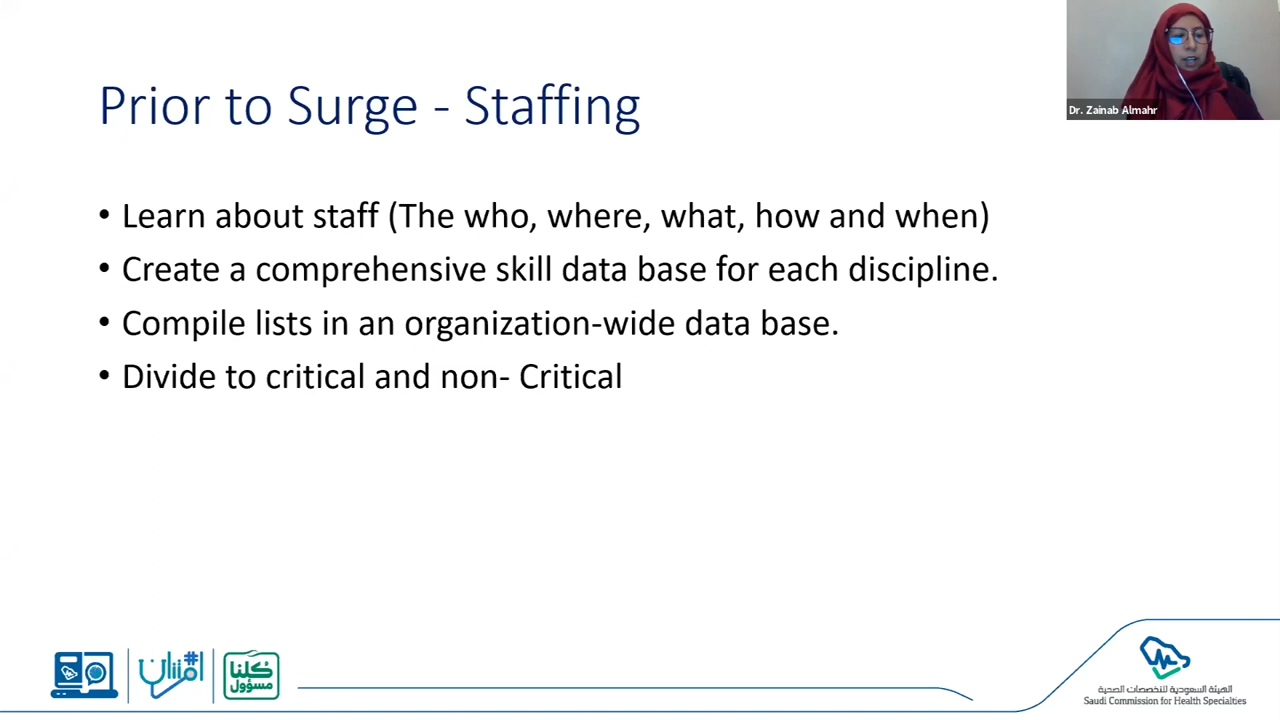 Prior to Surge - Staffing
Dr. Zainab Almahr
• Learn about staff (The who, where, what, how and when)
• Create a comprehensive skill data base for each discipline.
• Compile lists in an organization-wide data base.
• Divide to critical and non- Critical
#امتنان
كلنا
مسؤول
الهيئة السعودية للتخصصات الصحية
Saudi Commission for Health Specialties